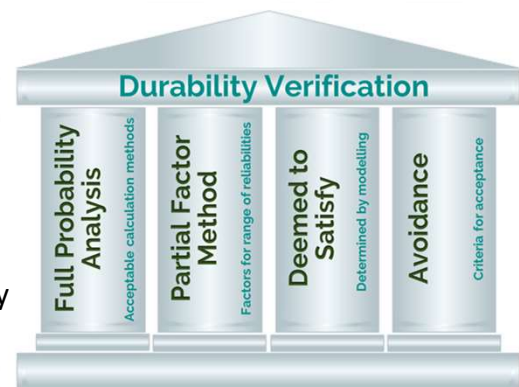 Durability Verification
Full Probability
Analysis
Acceptable calculation methods
Partial Factor
Method
Factors for range of reliabilities
Deemed to
Satisfy
Determined by modelling
Avoidance
Criteria for acceptance
y